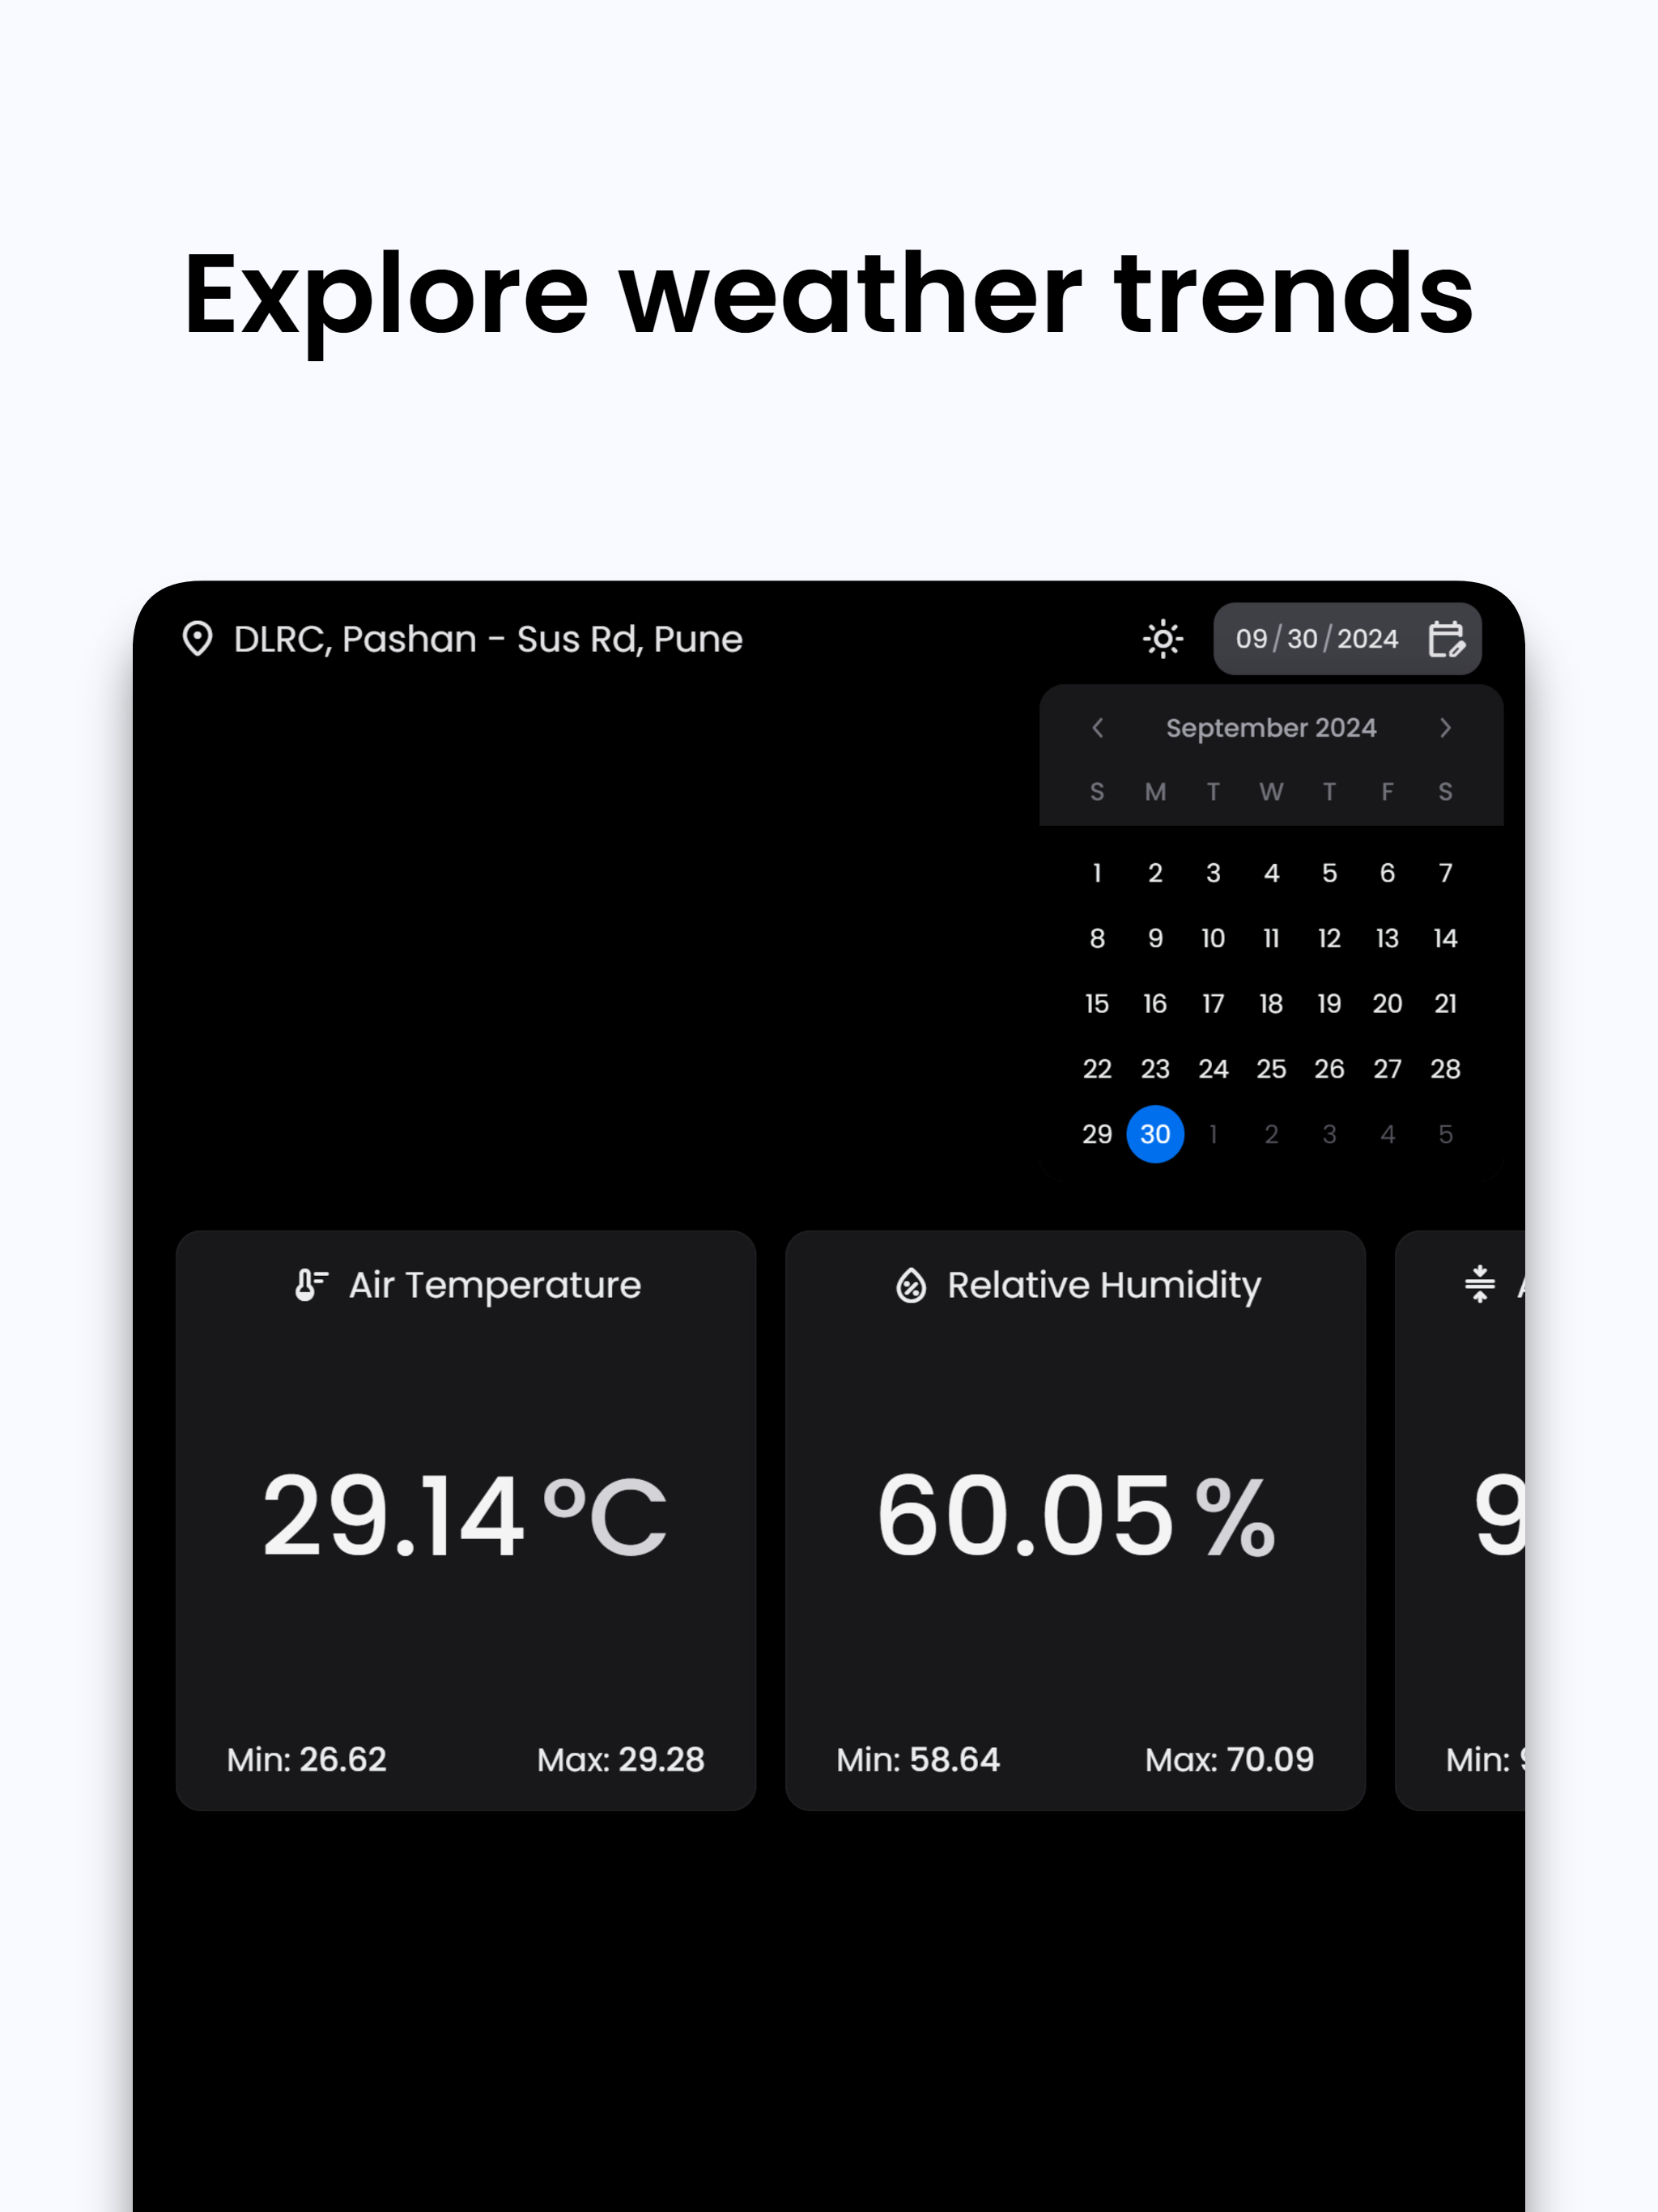 Explore weather trends
DLRC, Pashan - Sus Rd, Pune
09/30/2024
September 2024
S M T W T F S
1 2 3 4 5 6 7
8 9 10 11 12 13 14
15 16 17 18 19 20 21
22 23 24 25 26 27 28
29 30 1 2 3 4 5
Air Temperature
29.14°C
Min: 26.62 Max: 29.28
Relative Humidity
60.05%
Min: 58.64 Max: 70.09
9
Min: